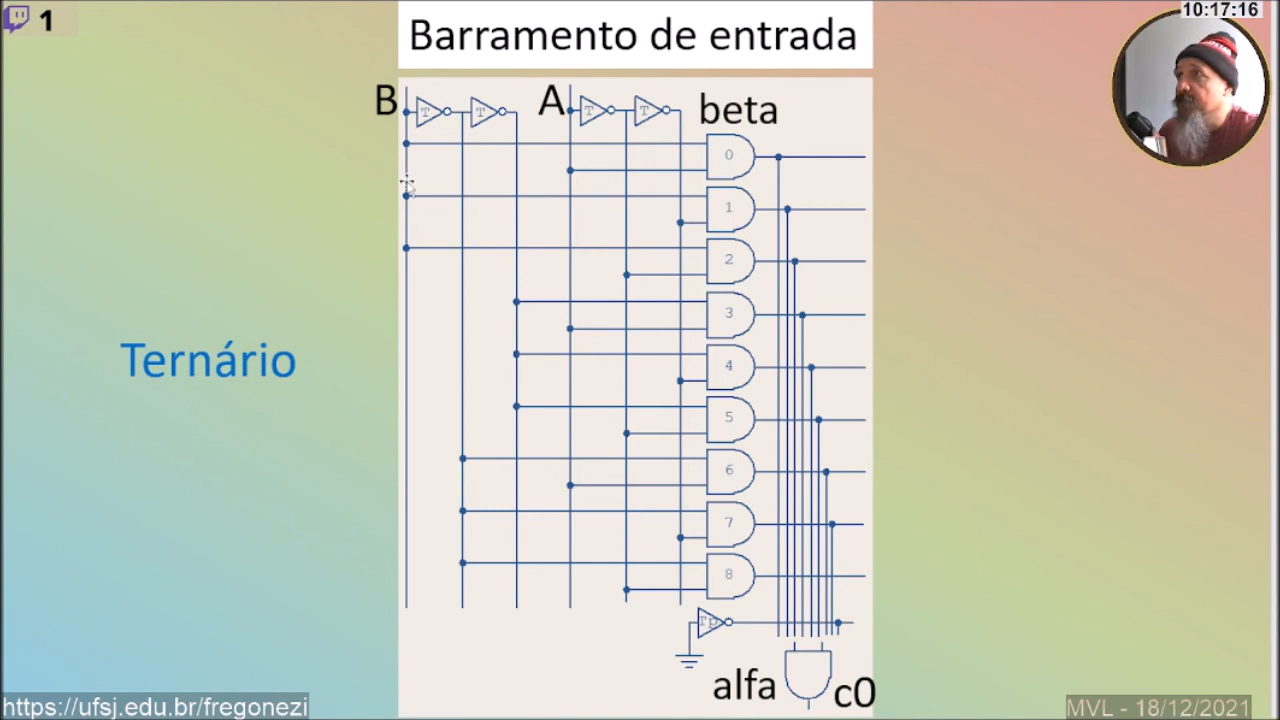 1
10:17:16
Barramento de entrada
B
T
T
A
T
T
beta
0
1
2
3
4
5
6
7
8
Ternário
Tp
alfa
c0
https://ufsj.edu.br/fregonezi
MVL - 18/12/2021